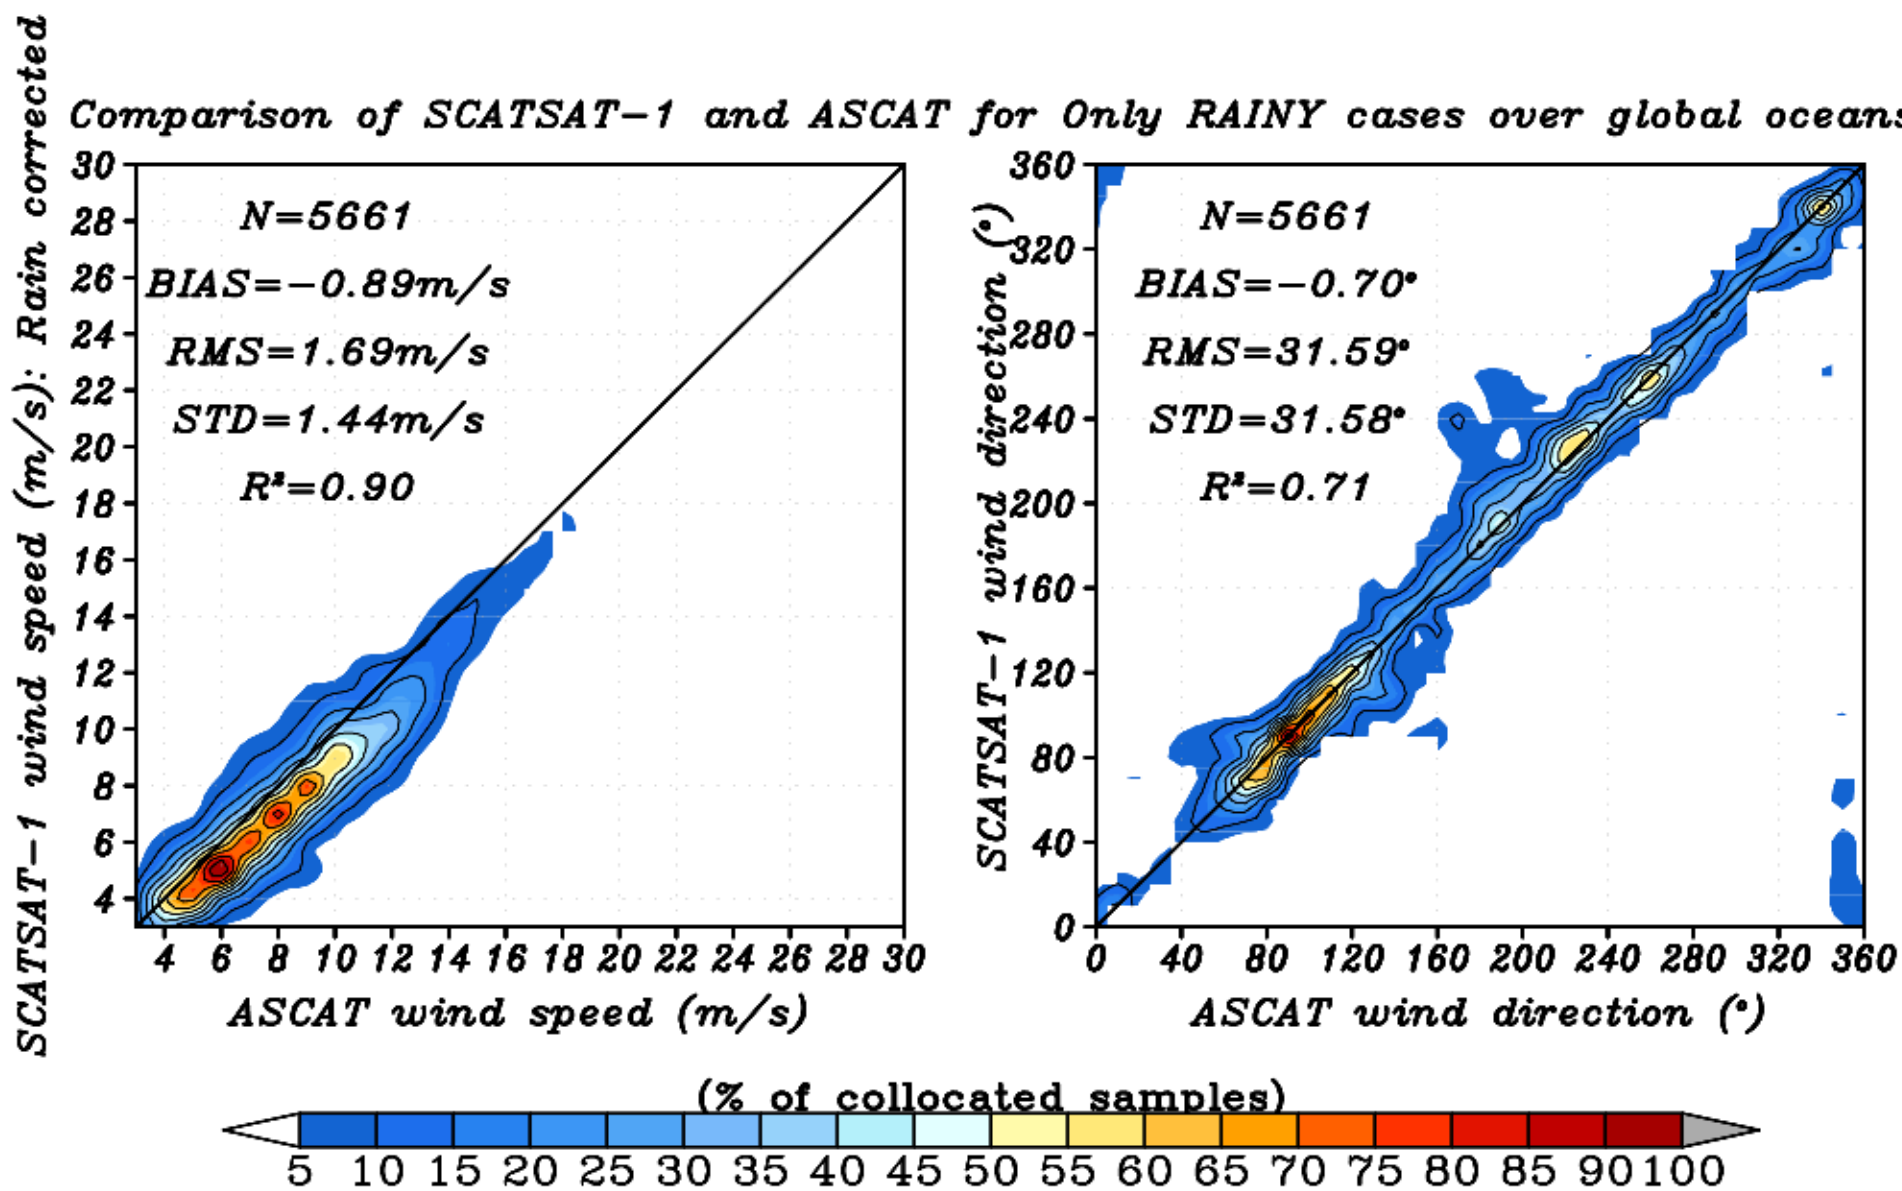 Comparison of SCATSAT-1 and ASCAT for Only RAINY cases over global oceans
SCATSAT-1 wind speed (m/s): Rain corrected
30
28
26
24
22
20
18
16
14
12
10
8
6
4
N=5661
BIAS=-0.89m/s
RMS=1.69m/s
STD=1.44m/s
R²=0.90
4 6 8 10 12 14 16 18 20 22 24 26 28 30
ASCAT wind speed (m/s)
SCATSAT-1 wind direction (°)
360
320
280
240
200
160
120
80
40
0
N=5661
BIAS=-0.70°
RMS=31.59°
STD=31.58°
R²=0.71
0 40 80 120 160 200 240 280 320 360
ASCAT wind direction (°)
(% of collocated samples)
5 10 15 20 25 30 35 40 45 50 55 60 65 70 75 80 85 90 100